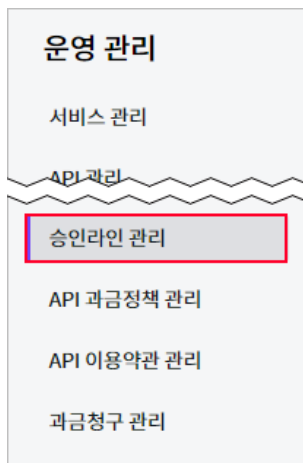 운영 관리
서비스 관리
API 관리
승인라인 관리
API 과금정책 관리
API 이용약관 관리
과금청구 관리